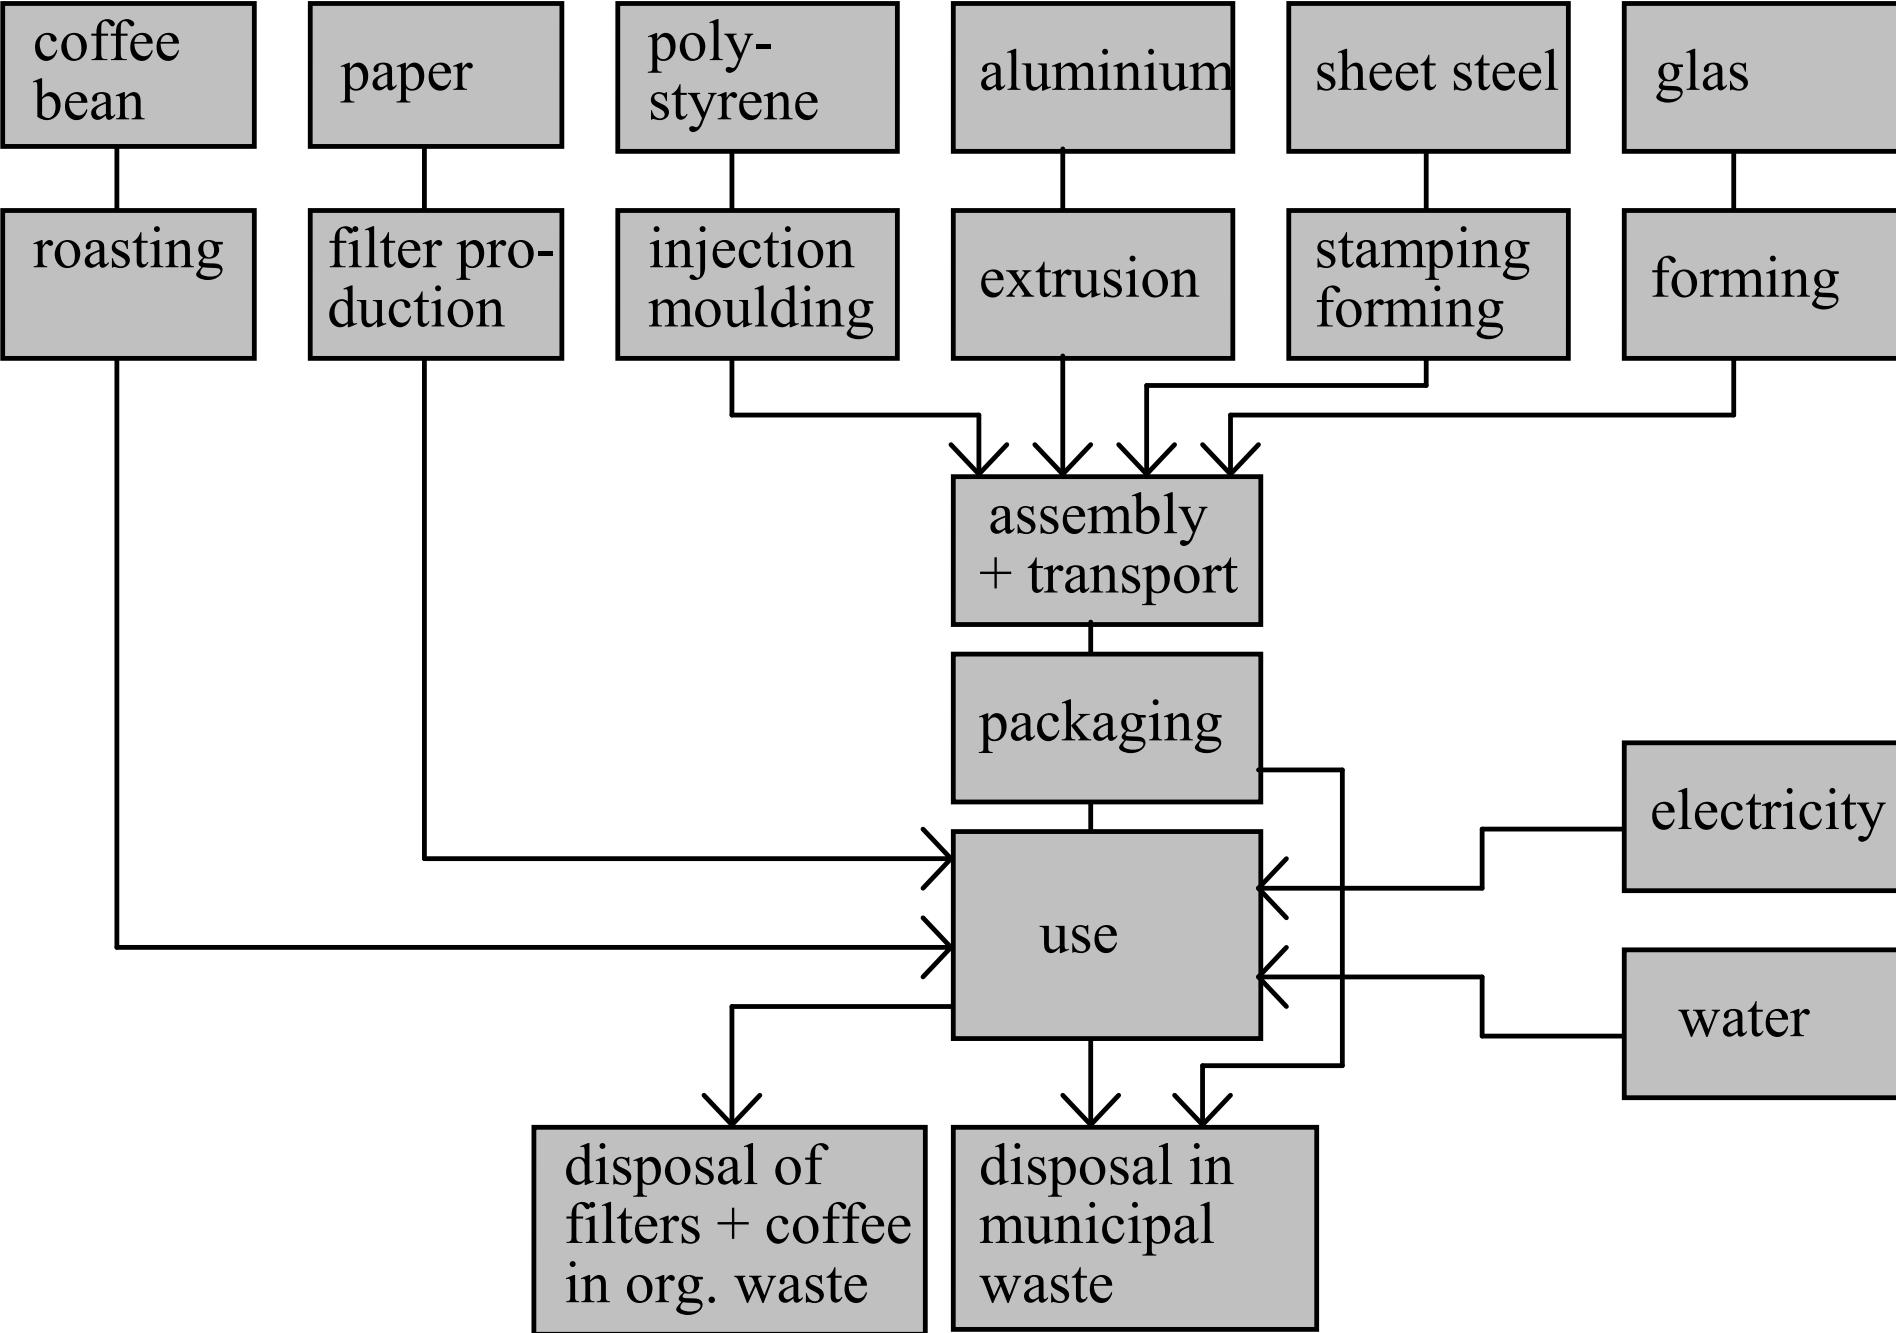 coffee
bean
paper
poly-
styrene
aluminium
sheet steel
glas
roasting
filter pro-
duction
injection
moulding
extrusion
stamping
forming
forming
assembly
+ transport
packaging
electricity
use
water
disposal of
filters + coffee
in org. waste
disposal in
municipal
waste